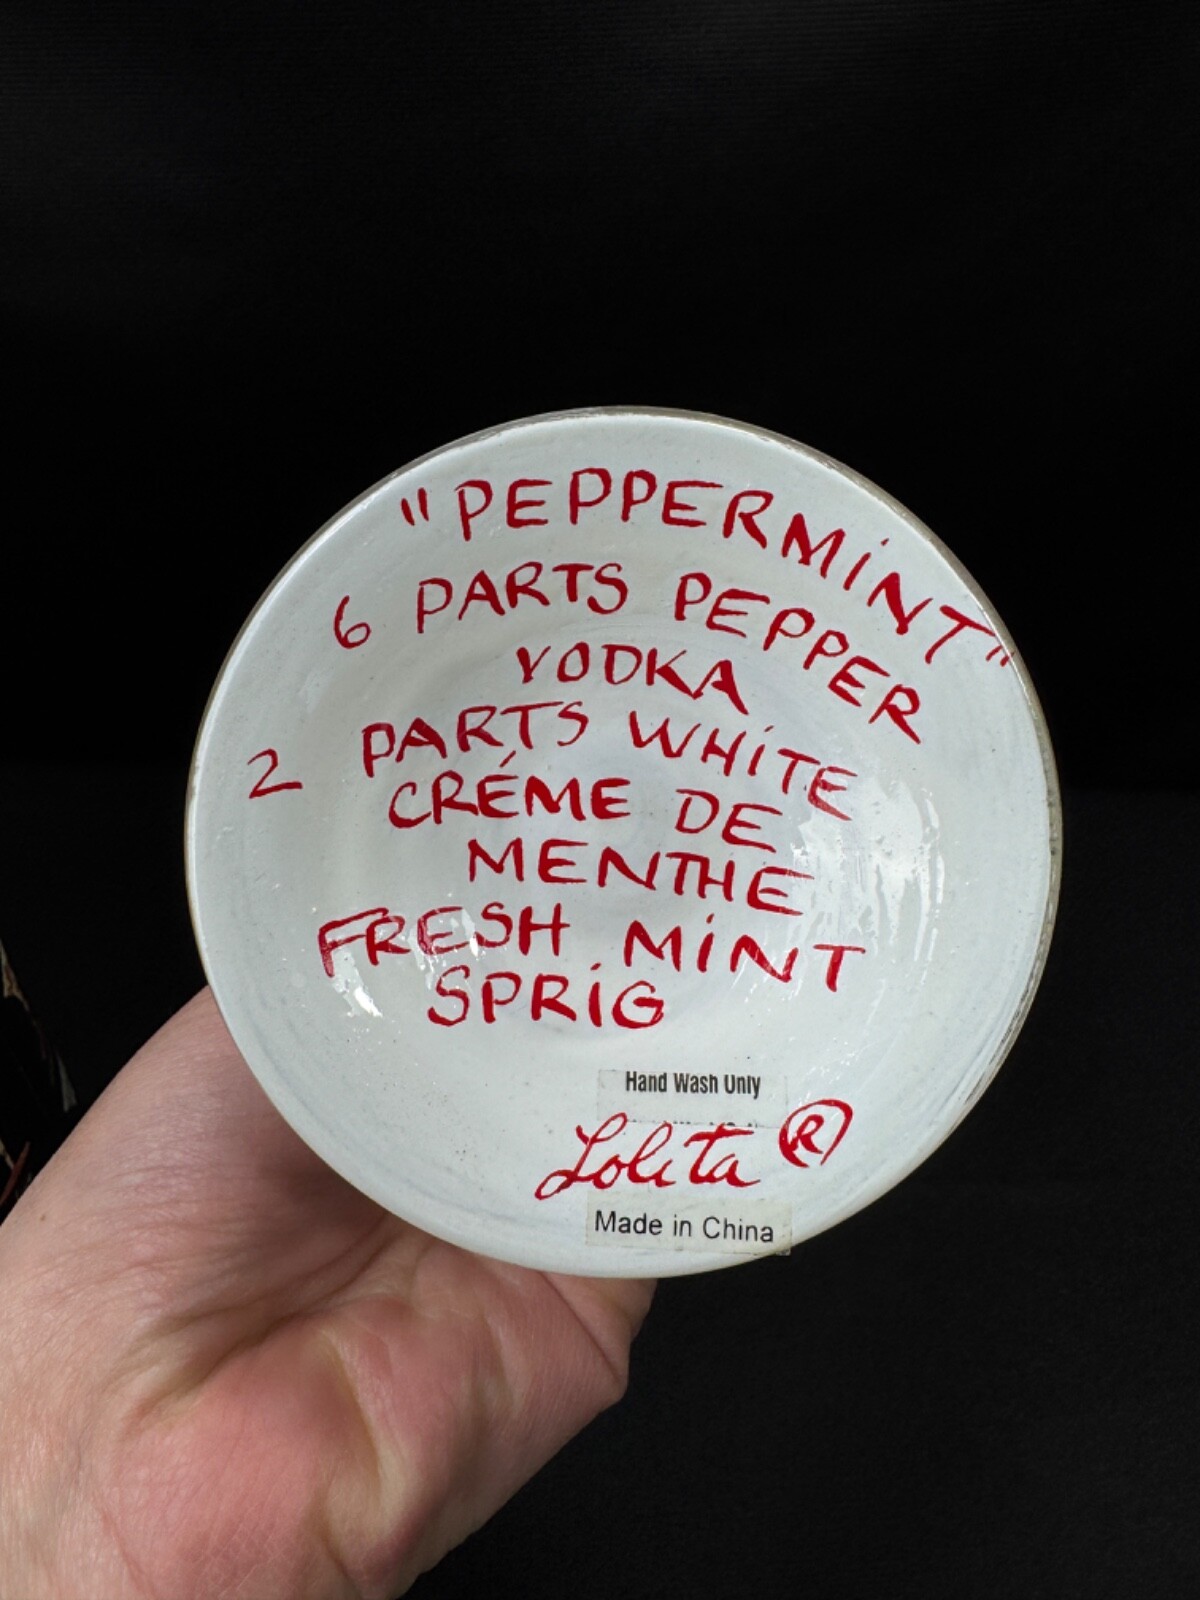 "PEPPERMiNT"
6 PARTS PEPPER
VODKA
2 PARTS WHiTE
CRÉME DE
MENTHE
FRESH MiNT
SPRiG
Hand Wash Only
Lolita ®
Made in China